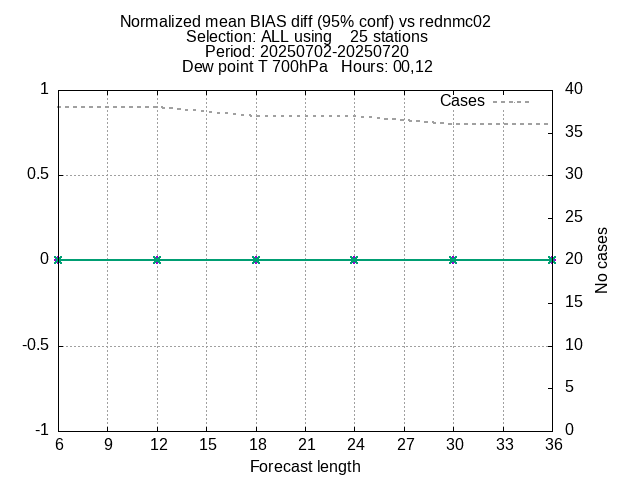 Normalized mean BIAS diff (95% conf) vs rednmc02
Selection: ALL using    25 stations
Period: 20250702-20250720
Dew point T 700hPa   Hours: 00,12
Cases
1
0.5
0
-0.5
-1
40
35
30
25
20
15
10
5
0
No cases
6 9 12 15 18 21 24 27 30 33 36
Forecast length